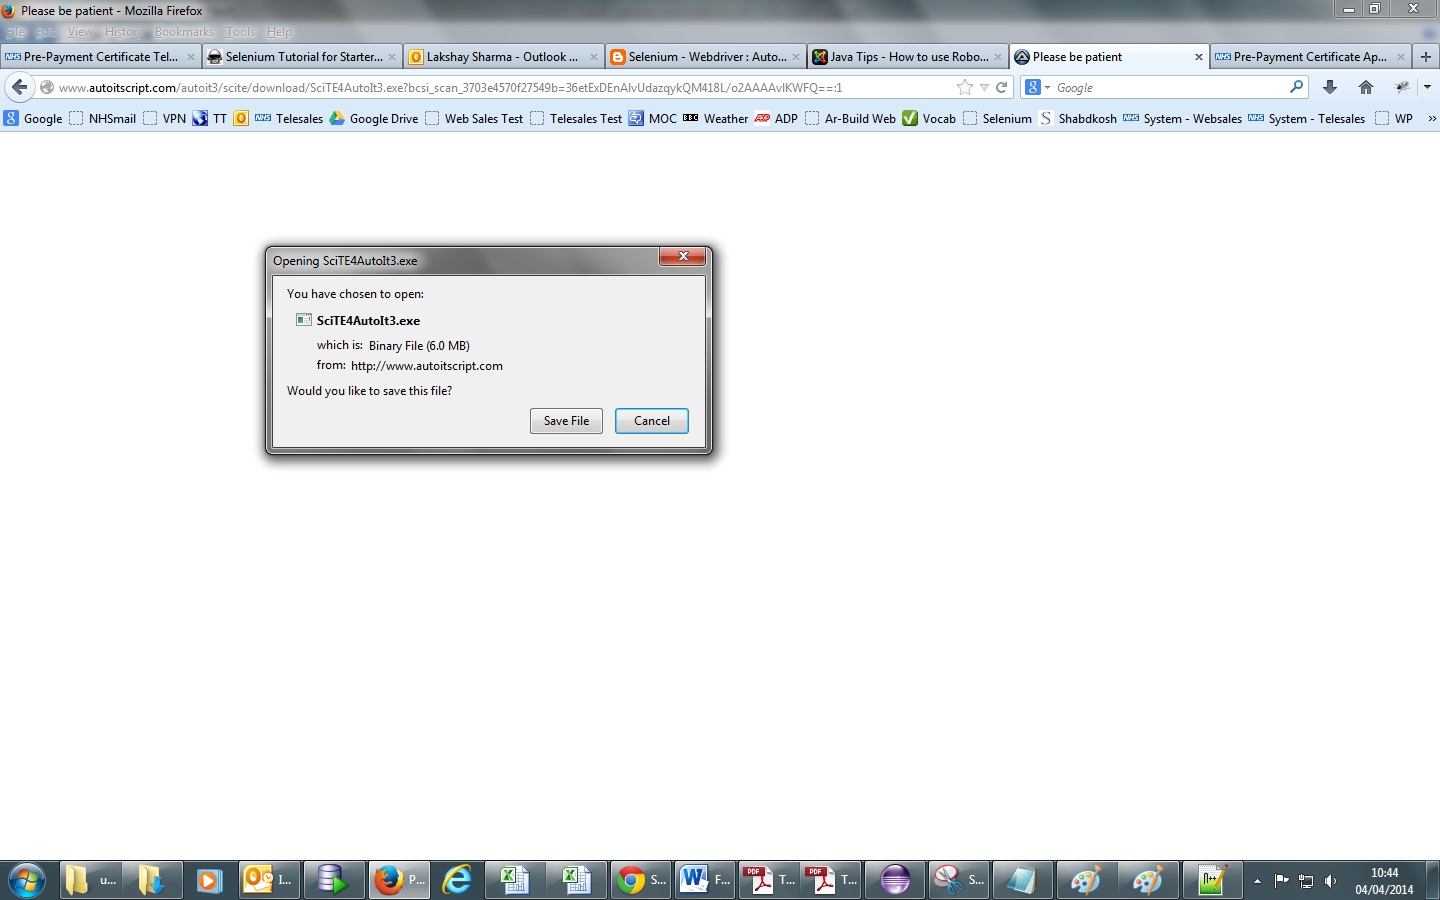 Please be patient - Mozilla Firefox
File Edit View History Bookmarks Tools Help
NHS Pre-Payment Certificate Tel... Selenium Tutorial for Starter... Lakshay Sharma - Outlook ... Selenium - Webdriver : Auto... Java Tips - How to use Robo... Please be patient NHS Pre-Payment Certificate Ap...
www.autoitscript.com/autoit3/scite/download/SciTE4AutoIt3.exe?bcsi_scan_3703e4570f27549b=36etExDEnAlvUdazqykQM418L/o2AAAAvlKWFQ==:1 Google
Google NHSmail VPN TT NHS Telesales Google Drive Web Sales Test Telesales Test MOC BBC Weather ADP Ar-Build Web Vocab Selenium S Shabdkosh NHS System - Websales NHS System - Telesales WP »
Opening SciTE4AutoIt3.exe
You have chosen to open:
SciTE4AutoIt3.exe
which is: Binary File (6.0 MB)
from: http://www.autoitscript.com
Would you like to save this file?
Save File Cancel
u... I... P... S... F... T... T... S...
10:44
04/04/2014